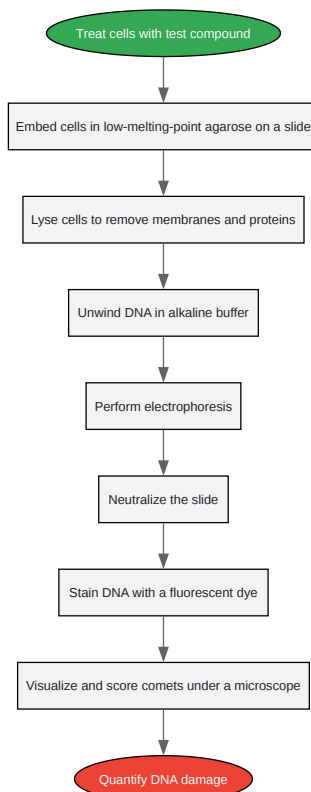 Treat cells with test compound
Embed cells in low-melting-point agarose on a slide
Lyse cells to remove membranes and proteins
Unwind DNA in alkaline buffer
Perform electrophoresis
Neutralize the slide
Stain DNA with a fluorescent dye
Visualize and score comets under a microscope
Quantify DNA damage